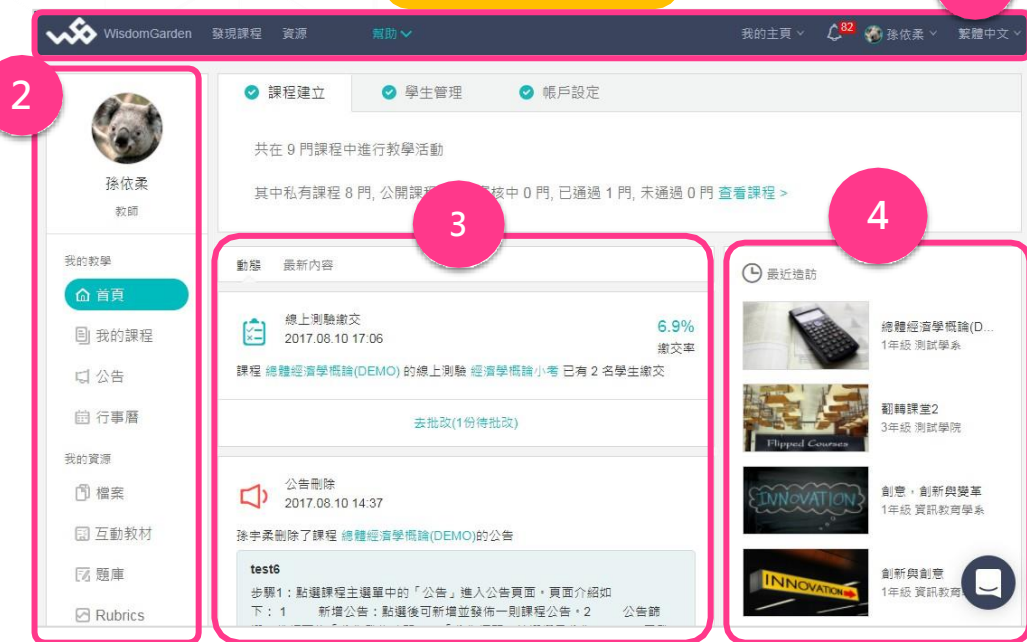 WisdomGarden 發現課程 資源 幫助 我的主頁 82 孫依柔 繁體中文
2
孫依柔
教師
我的教學
首頁
我的課程
公告
行事曆
我的資源
檔案
互動教材
題庫
Rubrics
課程建立 學生管理 帳戶設定
共在 9 門課程中進行教學活動
其中私有課程 8 門, 公開課程 核中 0 門, 已通過 1 門, 未通過 0 門 查看課程 >
3
動態 最新內容
線上測驗繳交
2017.08.10 17:06
6.9%
繳交率
課程 總體經濟學概論(DEMO) 的線上測驗 經濟學概論小考 已有 2 名學生繳交
去批改(1份待批改)
公告刪除
2017.08.10 14:37
孫宇柔刪除了課程 總體經濟學概論(DEMO)的公告
test6
步驟1：點選課程主選單中的「公告」進入公告頁面，頁面介紹如
下： 1 新增公告：點選後可新增並發佈一則課程公告。2 公告篩
4
最近造訪
總體經濟學概論(D...
1年級 測試學系
翻轉課堂2
3年級 測試學院
Flipped Courses
創意，創新與變革
1年級 資訊教育學系
INNOVATION
創新與創意
1年級 資訊教育
INNOVATION